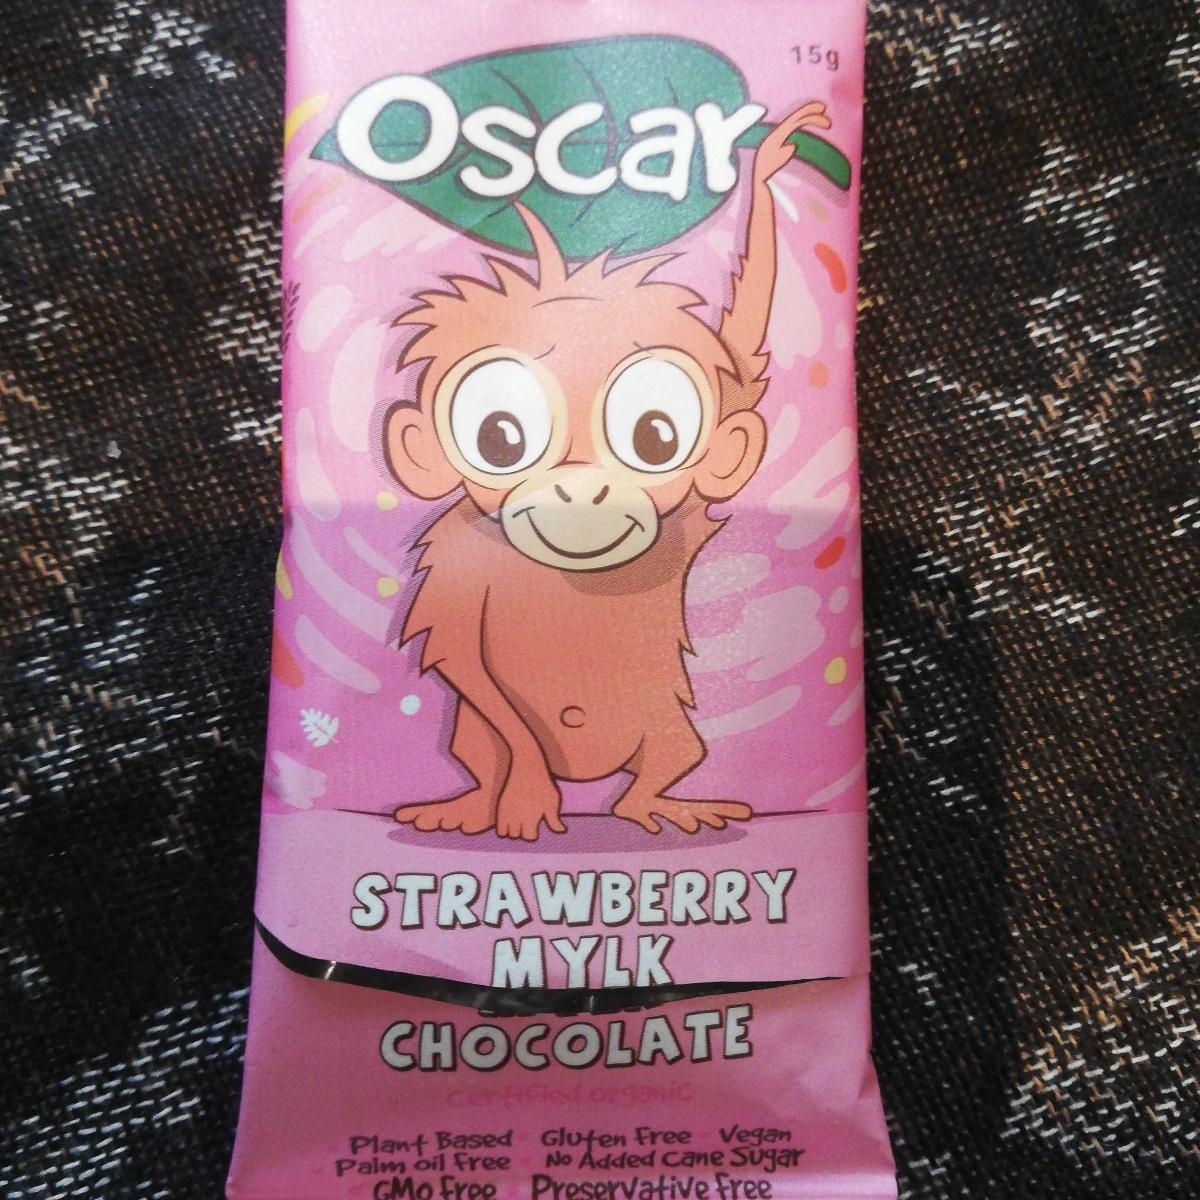 15g
Oscar
STRAWBERRY
MYLK
CHOCOLATE
Certified organic
Plant Based Gluten Free Vegan
Palm oil Free No Added Cane Sugar
GMO Free Preservative Free